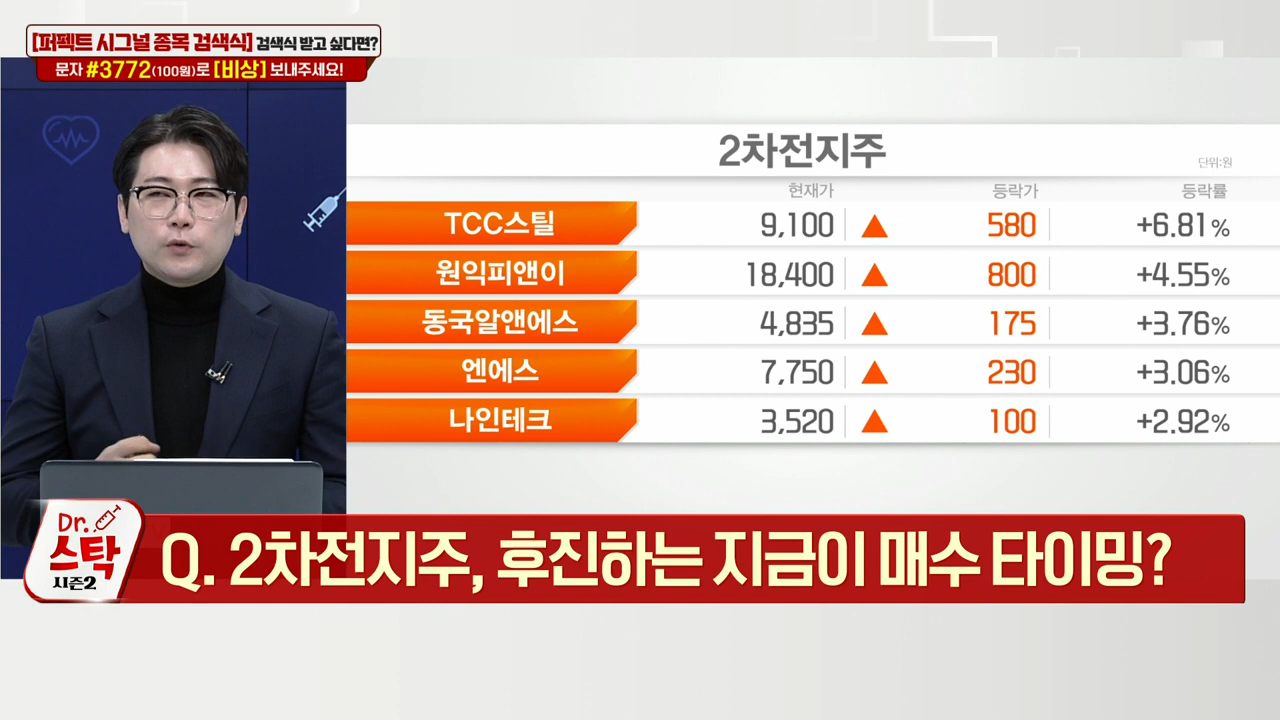 [퍼펙트 시그널 종목 검색식] 검색식 받고 싶다면?
문자 #3772(100원)로 [비상] 보내주세요!
2차전지주
단위:원
현재가 등락가 등락률
TCC스틸 9,100 ▲ 580 +6.81%
원익피앤이 18,400 ▲ 800 +4.55%
동국알앤에스 4,835 ▲ 175 +3.76%
엔에스 7,750 ▲ 230 +3.06%
나인테크 3,520 ▲ 100 +2.92%
Dr.
스탁
시즌2
Q. 2차전지주, 후진하는 지금이 매수 타이밍?